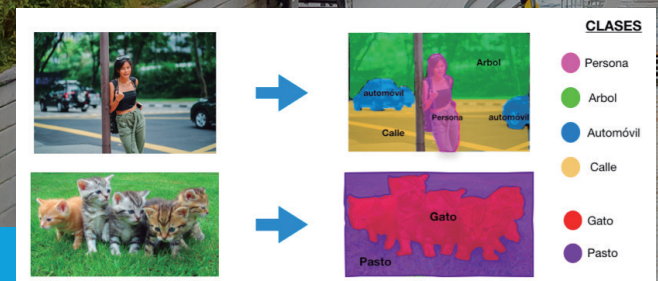 CLASES
Persona
Arbol
Automóvil
Calle
Gato
Pasto
Arbol
automóvil
Persona
automóvil
Calle
Gato
Pasto